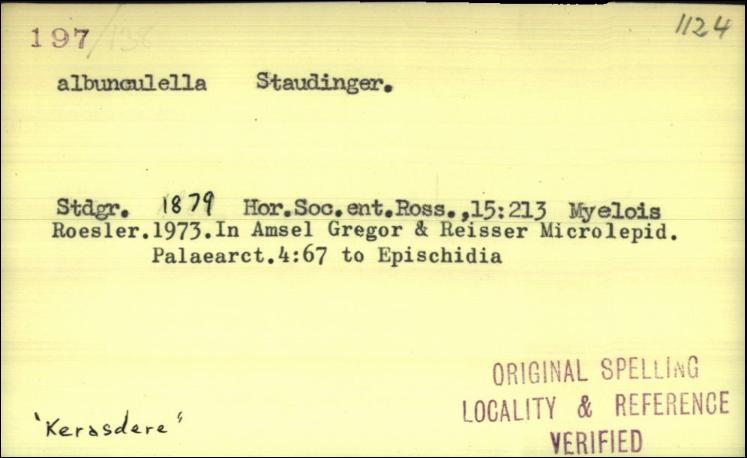 197/138 1124
albunculella Staudinger.
Stdgr. 1879 Hor.Soc.ent.Ross.,15:213 Myelois
Roesler.1973.In Amsel Gregor & Reisser Microlepid.
Palaearct.4:67 to Epischidia
ORIGINAL SPELLING
LOCALITY & REFERENCE
VERIFIED
"Kerasdere"